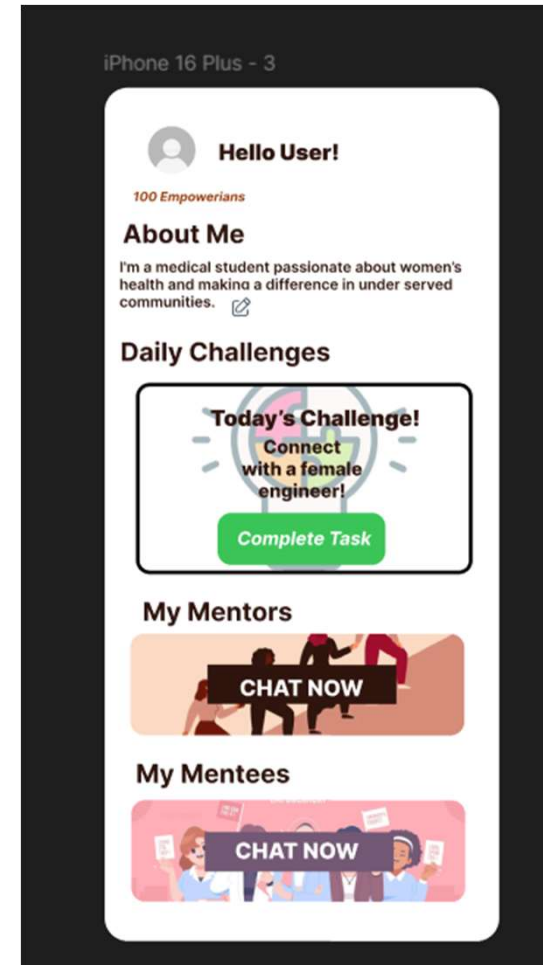 iPhone 16 Plus - 3
Hello User!
100 Empowerians
About Me
I'm a medical student passionate about women's
health and making a difference in under served
communities.
Daily Challenges
Today's Challenge!
Connect
with a female
engineer!
Complete Task
My Mentors
CHAT NOW
My Mentees
CHAT NOW